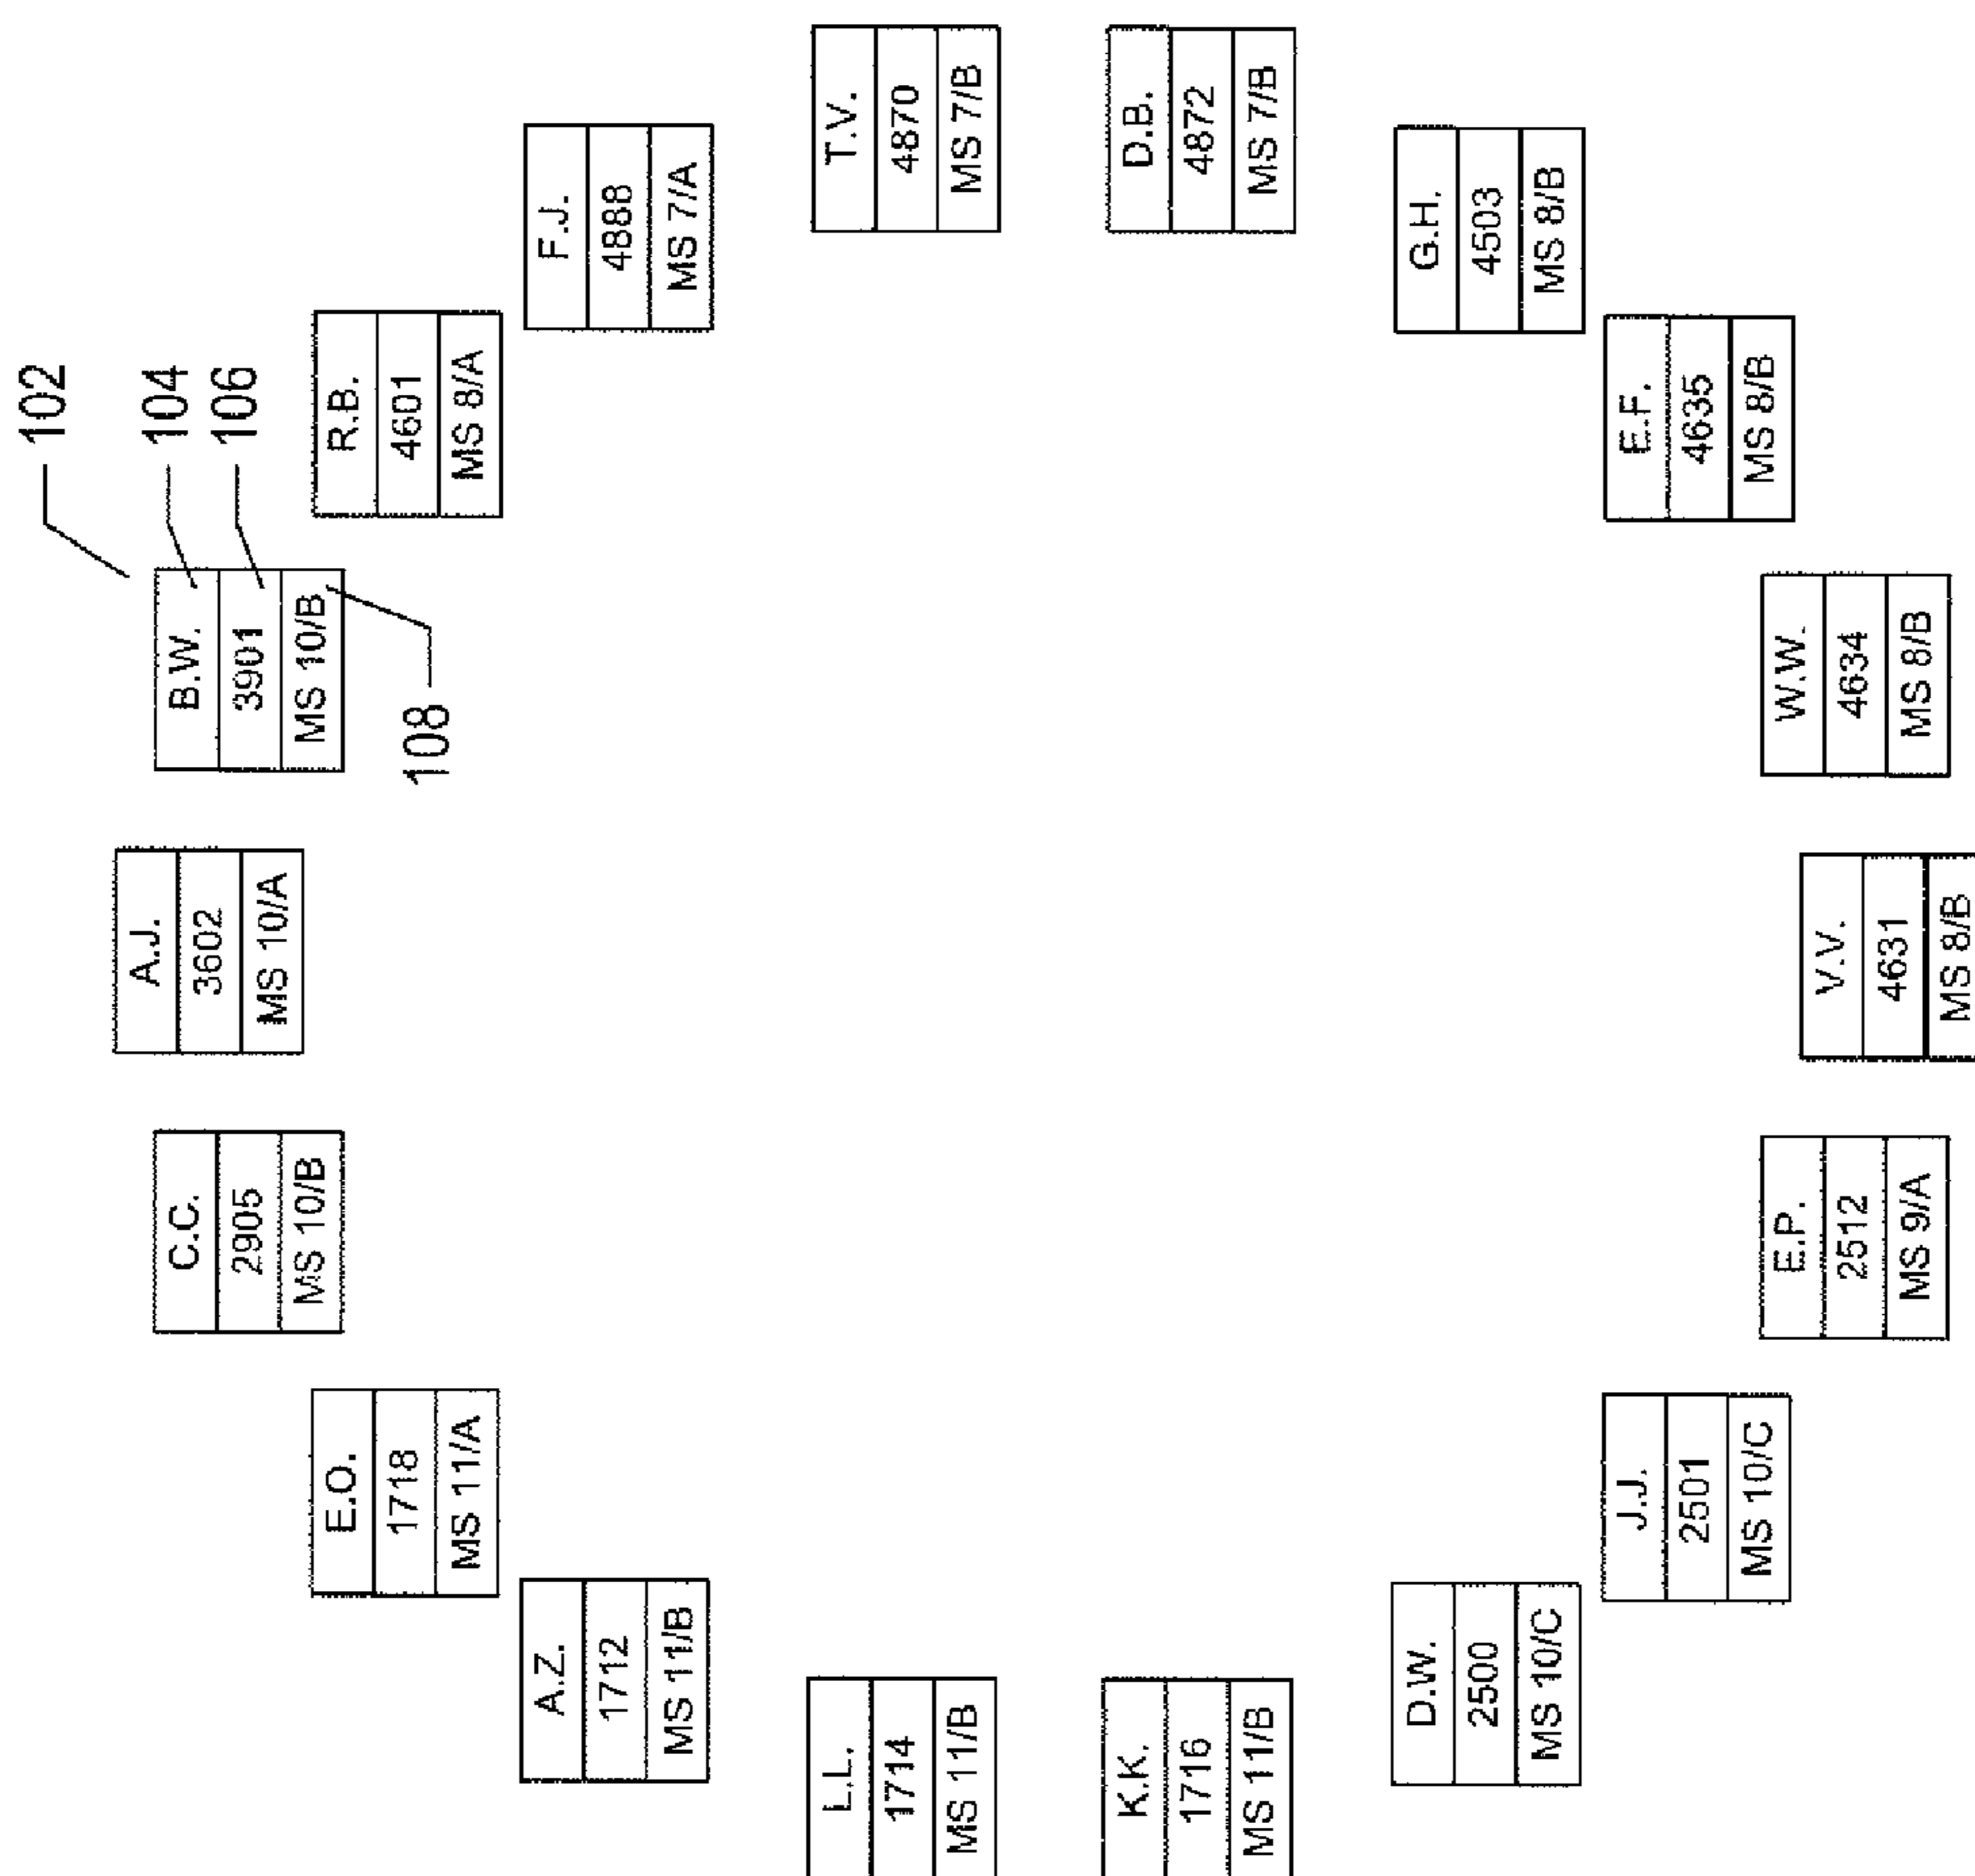 102
104
106
108
A.J.
3602
MS 10/A
B.W.
3901
MS 10/B
R.B.
4601
MS 8/A
F.J.
4888
MS 7/A
T.V.
4870
MS 7/B
D.B.
4872
MS 7/B
G.H.
4503
MS 8/B
E.F.
4635
MS 8/B
W.W.
4634
MS 8/B
V.V.
4631
MS 8/B
E.P.
2512
MS 9/A
J.J.
2501
MS 10/C
D.W.
2500
MS 10/C
K.K.
1716
MS 11/B
L.L.
1714
MS 11/B
A.Z.
1712
MS 11/B
E.O.
1718
MS 11/A
C.C.
2905
MS 10/B